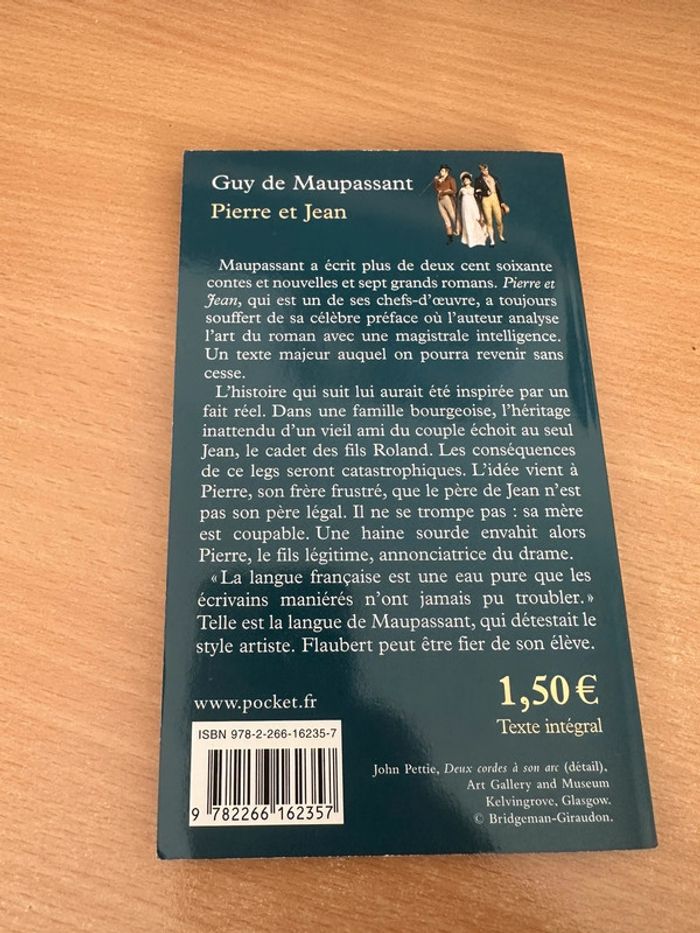 Guy de Maupassant
Pierre et Jean
Maupassant a écrit plus de deux cent soixante
contes et nouvelles et sept grands romans. Pierre et
Jean, qui est un de ses chefs-d'œuvre, a toujours
souffert de sa célèbre préface où l'auteur analyse
l'art du roman avec une magistrale intelligence.
Un texte majeur auquel on pourra revenir sans
cesse.
L'histoire qui suit lui aurait été inspirée par un
fait réel. Dans une famille bourgeoise, l'héritage
inattendu d'un vieil ami du couple échoit au seul
Jean, le cadet des fils Roland. Les conséquences
de ce legs seront catastrophiques. L'idée vient à
Pierre, son frère frustré, que le père de Jean n'est
pas son père légal. Il ne se trompe pas : sa mère
est coupable. Une haine sourde envahit alors
Pierre, le fils légitime, annonciatrice du drame.
« La langue française est une eau pure que les
écrivains maniérés n'ont jamais pu troubler. »
Telle est la langue de Maupassant, qui détestait le
style artiste. Flaubert peut être fier de son élève.
www.pocket.fr
1,50 €
Texte intégral
ISBN 978-2-266-16235-7
9 782266 162357
John Pettie, Deux cordes à son arc (détail).
Art Gallery and Museum
Kelvingrove, Glasgow.
© Bridgeman-Giraudon.